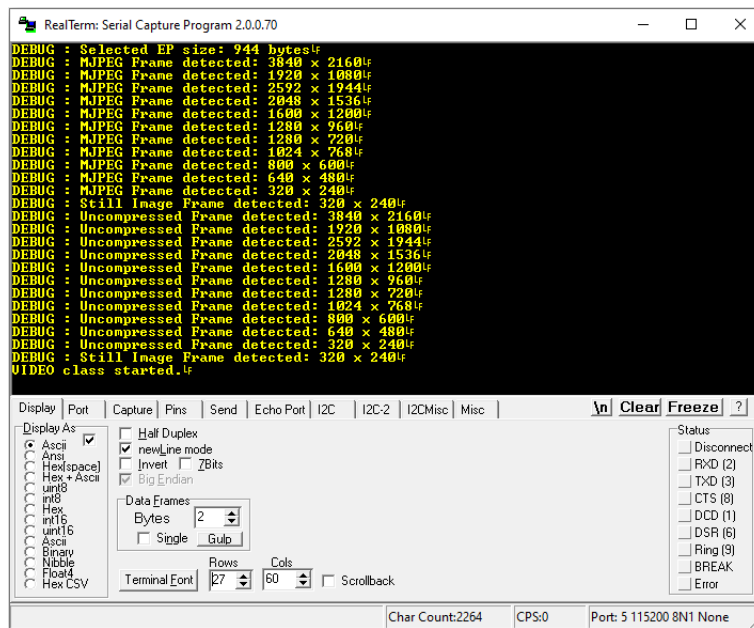 RealTerm: Serial Capture Program 2.0.0.70
DEBUG : Selected EP size: 944 bytes␊
DEBUG : MJPEG Frame detected: 3840 x 2160␊
DEBUG : MJPEG Frame detected: 1920 x 1080␊
DEBUG : MJPEG Frame detected: 2592 x 1944␊
DEBUG : MJPEG Frame detected: 2048 x 1536␊
DEBUG : MJPEG Frame detected: 1600 x 1200␊
DEBUG : MJPEG Frame detected: 1280 x 960␊
DEBUG : MJPEG Frame detected: 1280 x 720␊
DEBUG : MJPEG Frame detected: 1024 x 768␊
DEBUG : MJPEG Frame detected: 800 x 600␊
DEBUG : MJPEG Frame detected: 640 x 480␊
DEBUG : MJPEG Frame detected: 320 x 240␊
DEBUG : Still Image Frame detected: 320 x 240␊
DEBUG : Uncompressed Frame detected: 3840 x 2160␊
DEBUG : Uncompressed Frame detected: 1920 x 1080␊
DEBUG : Uncompressed Frame detected: 2592 x 1944␊
DEBUG : Uncompressed Frame detected: 2048 x 1536␊
DEBUG : Uncompressed Frame detected: 1600 x 1200␊
DEBUG : Uncompressed Frame detected: 1280 x 960␊
DEBUG : Uncompressed Frame detected: 1280 x 720␊
DEBUG : Uncompressed Frame detected: 1024 x 768␊
DEBUG : Uncompressed Frame detected: 800 x 600␊
DEBUG : Uncompressed Frame detected: 640 x 480␊
DEBUG : Uncompressed Frame detected: 320 x 240␊
DEBUG : Still Image Frame detected: 320 x 240␊
VIDEO class started.␊
Display Port Capture Pins Send Echo Port I2C I2C-2 I2CMisc Misc \n Clear Freeze ?
Display As
Ascii
Ansi
Hex[space]
Hex + Ascii
uint8
int8
Hex
int16
uint16
Ascii
Binary
Nibble
Float4
Hex CSV
Half Duplex
newLine mode
Invert 7Bits
Big Endian
Data Frames
Bytes 2
Single Gulp
Rows Cols
Terminal Font 27 60 Scrollback
Status
Disconnect
RXD (2)
TXD (3)
CTS (8)
DCD (1)
DSR (6)
Ring (9)
BREAK
Error
Char Count:2264 CPS:0 Port: 5 115200 8N1 None